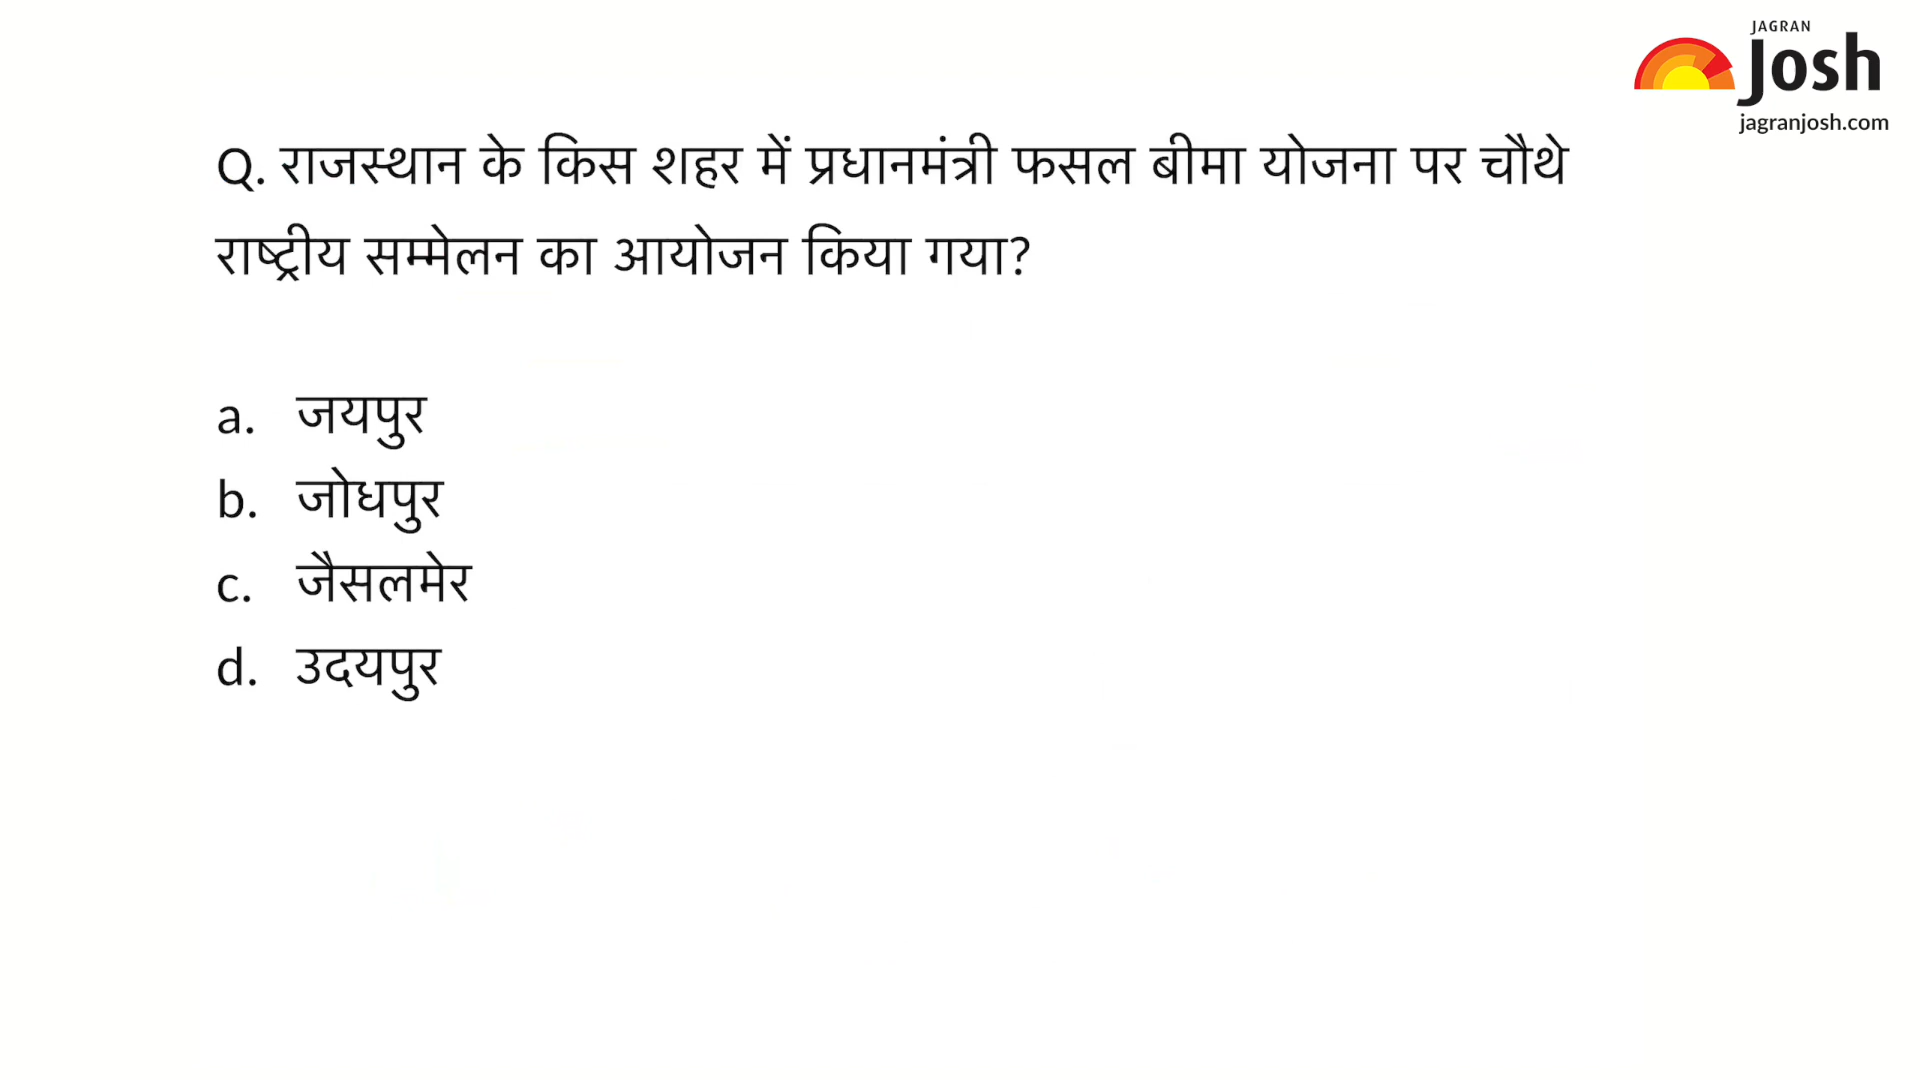 JAGRAN
Josh
jagranjosh.com
Q. राजस्थान के किस शहर में प्रधानमंत्री फसल बीमा योजना पर चौथे
राष्ट्रीय सम्मेलन का आयोजन किया गया?
a. जयपुर
b. जोधपुर
c. जैसलमेर
d. उदयपुर